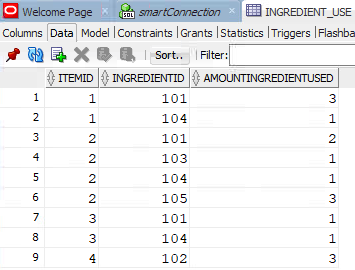 Welcome Page × smartConnection × INGREDIENT_USE
Columns Data Model Constraints Grants Statistics Triggers Flashba
Sort.. Filter:
ITEMID INGREDIENTID AMOUNTINGREDIENTUSED
1 1 101 3
2 1 104 1
3 2 101 2
4 2 103 1
5 2 104 1
6 2 105 3
7 3 101 1
8 3 104 1
9 4 102 3